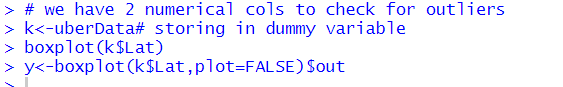 > # we have 2 numerical cols to check for outliers
> k<-uberData# storing in dummy variable
> boxplot(k$Lat)
> y<-boxplot(k$Lat,plot=FALSE)$out
>